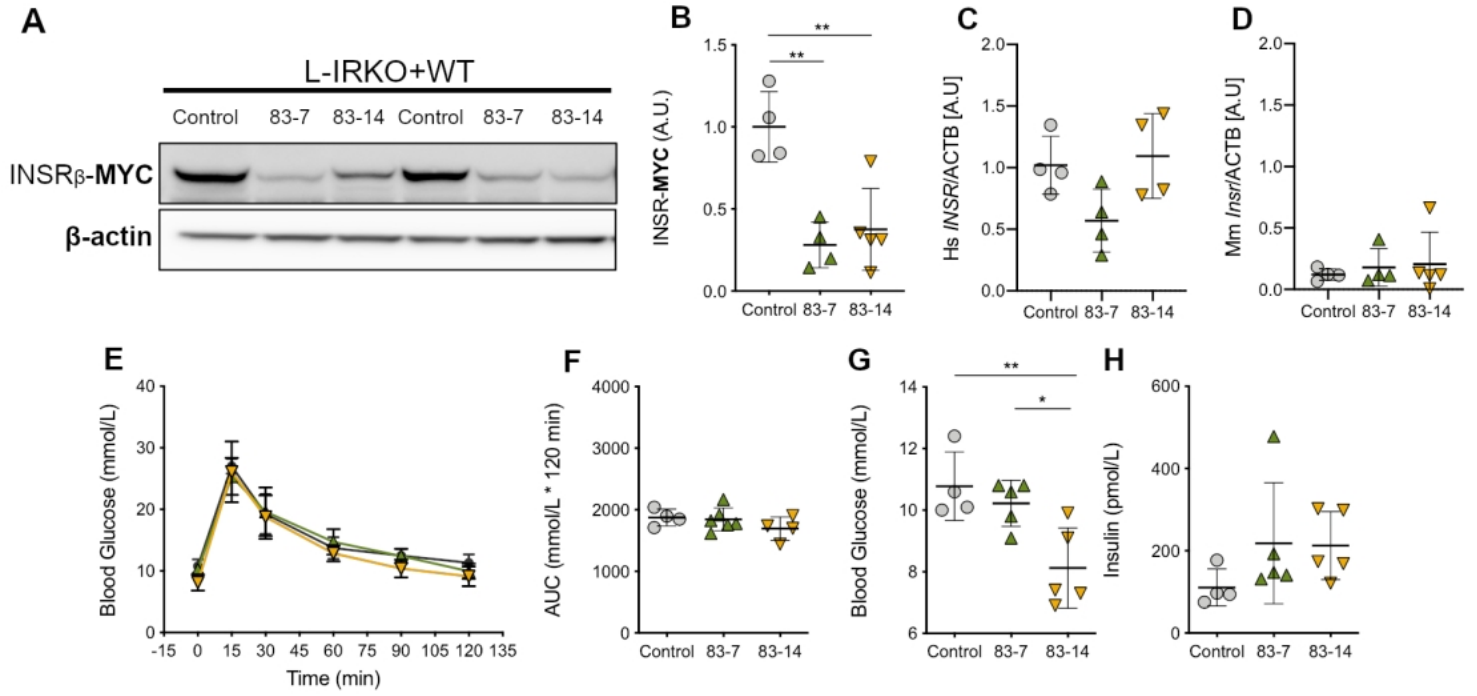 A
L-IRKO+WT
Control 83-7 83-14 Control 83-7 83-14
INSRβ-MYC
β-actin
B
**
**
INSR-MYC (A.U.)
1.5
1.0
0.5
0.0
Control 83-7 83-14
C
Hs INSR/ACTB [A.U]
2.0
1.5
1.0
0.5
0.0
Control 83-7 83-14
D
Mm Insr/ACTB [A.U]
2.0
1.5
1.0
0.5
0.0
Control 83-7 83-14
E
Blood Glucose (mmol/L)
40
30
20
10
0
-15 0 15 30 45 60 75 90 105 120 135
Time (min)
F
AUC (mmol/L * 120 min)
4000
3000
2000
1000
0
Control 83-7 83-14
G
**
*
Blood Glucose (mmol/L)
14
12
10
8
6
Control 83-7 83-14
H
Insulin (pmol/L)
600
400
200
0
Control 83-7 83-14